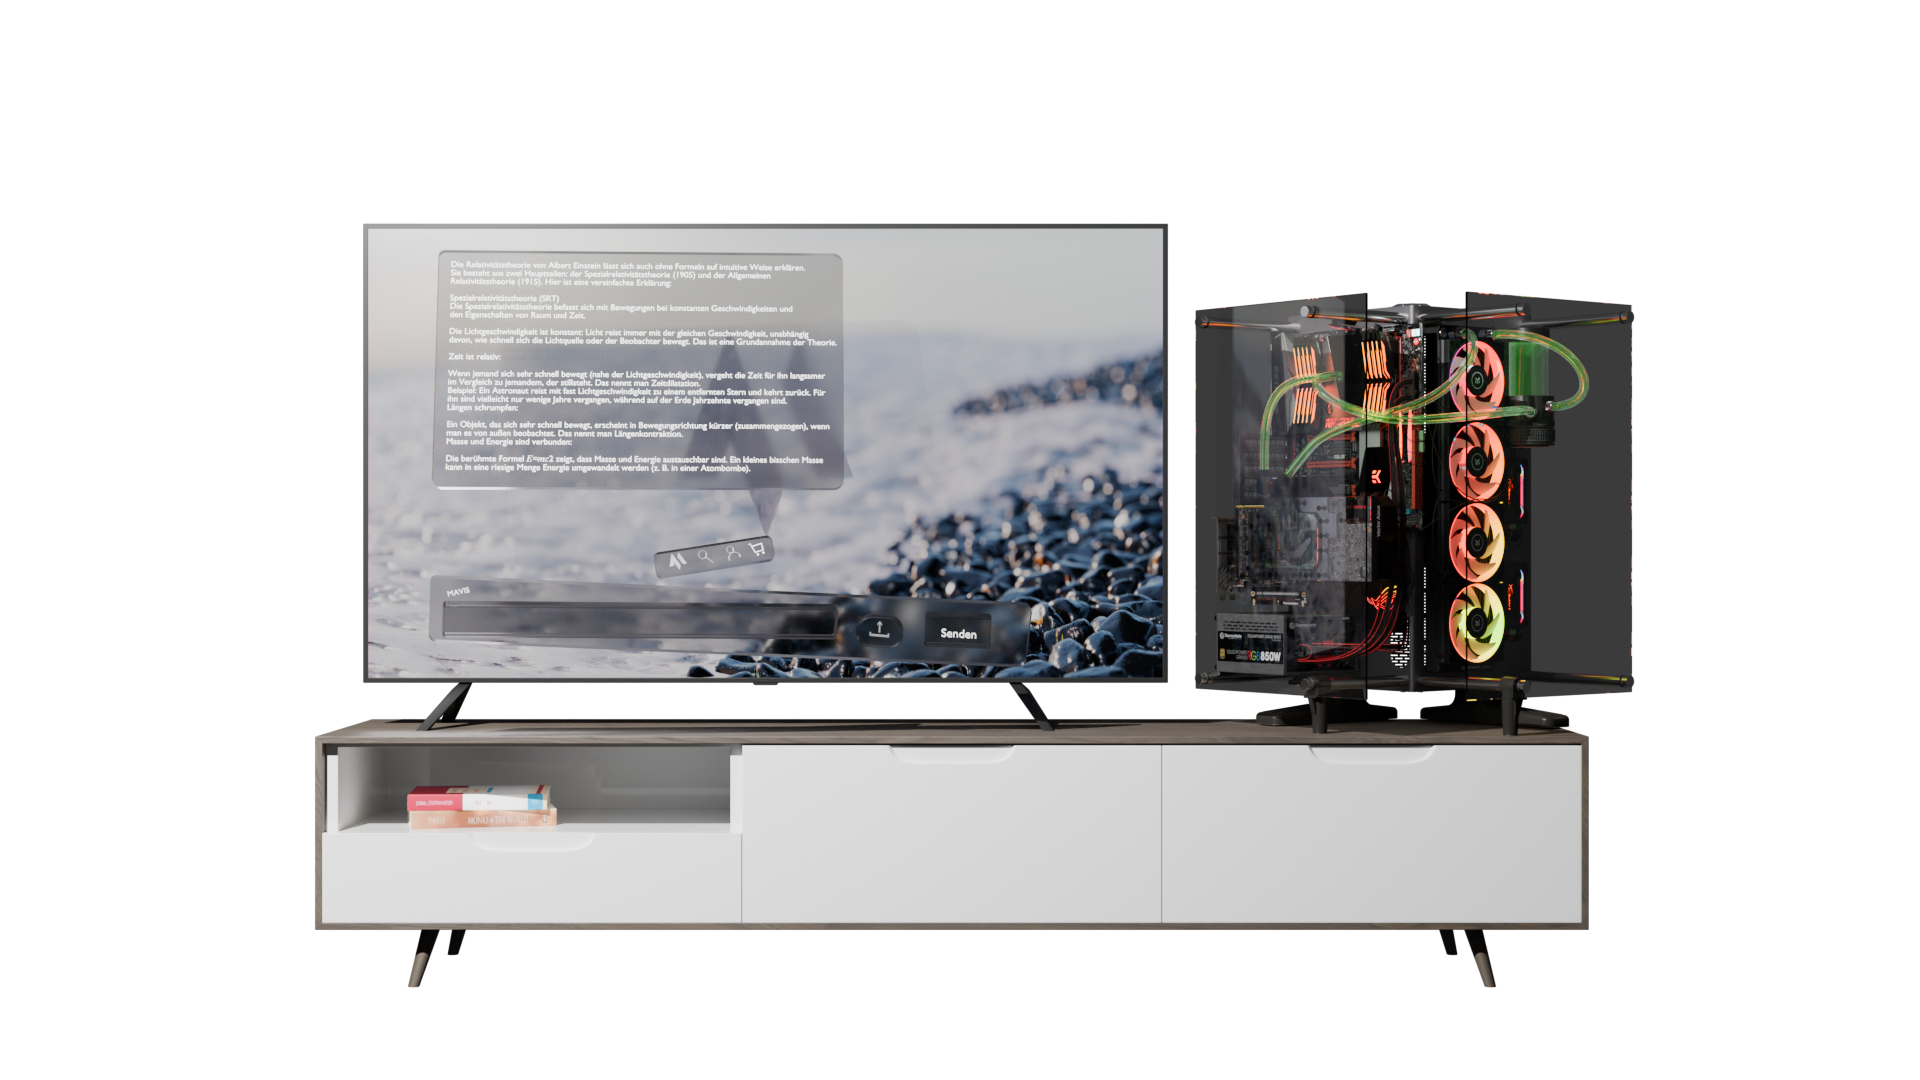 Die Relativitätstheorie von Albert Einstein lässt sich auch ohne Formeln auf intuitive Weise erklären.
Sie besteht aus zwei Hauptteilen: der Spezialrelativitätstheorie (1905) und der Allgemeinen
Relativitätstheorie (1915). Hier ist eine vereinfachte Erklärung:
Spezialrelativitätstheorie (SRT)
Die Spezialrelativitätstheorie befasst sich mit Bewegungen bei konstanten Geschwindigkeiten und
den Eigenschaften von Raum und Zeit.
Die Lichtgeschwindigkeit ist konstant: Licht reist immer mit der gleichen Geschwindigkeit, unabhängig
davon, wie schnell sich die Lichtquelle oder der Beobachter bewegt. Das ist eine Grundannahme der Theorie.
Zeit ist relativ:
Wenn jemand sich sehr schnell bewegt (nahe der Lichtgeschwindigkeit), vergeht die Zeit für ihn langsamer
im Vergleich zu jemandem, der stillsteht. Das nennt man Zeitdilatation.
Beispiel: Ein Astronaut reist mit fast Lichtgeschwindigkeit zu einem entfernten Stern und kehrt zurück. Für
ihn sind vielleicht nur wenige Jahre vergangen, während auf der Erde Jahrzehnte vergangen sind.
Längen schrumpfen:
Ein Objekt, das sich sehr schnell bewegt, erscheint in Bewegungsrichtung kürzer (zusammengezogen), wenn
man es von außen beobachtet. Das nennt man Längenkontraktion.
Masse und Energie sind verbunden:
Die berühmte Formel E=mc2 zeigt, dass Masse und Energie austauschbar sind. Ein kleines bisschen Masse
kann in eine riesige Menge Energie umgewandelt werden (z. B. in einer Atombombe).
MAVIS
Senden
Thermaltake
TOUGHPOWER GRAND RGB 850W
MONKS & THE WORLD